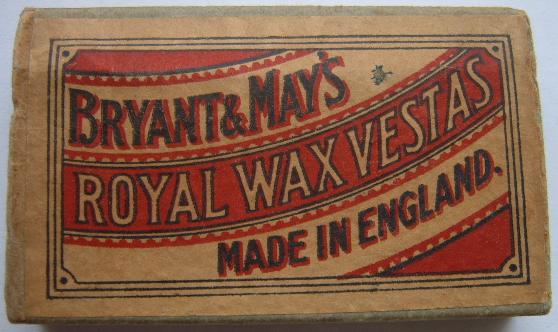 BRYANT & MAY'S
ROYAL WAX VESTAS
MADE IN ENGLAND.